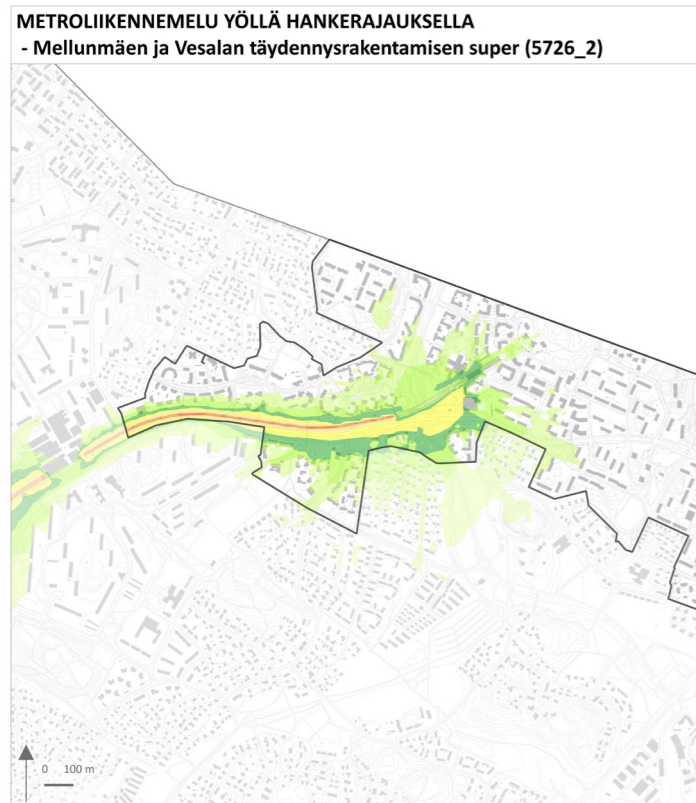 METROLIIKENNEMELU YÖLLÄ HANKERAJAUKSELLA
- Mellunmäen ja Vesalan täydennysrakentamisen super (5726_2)
0 100 m